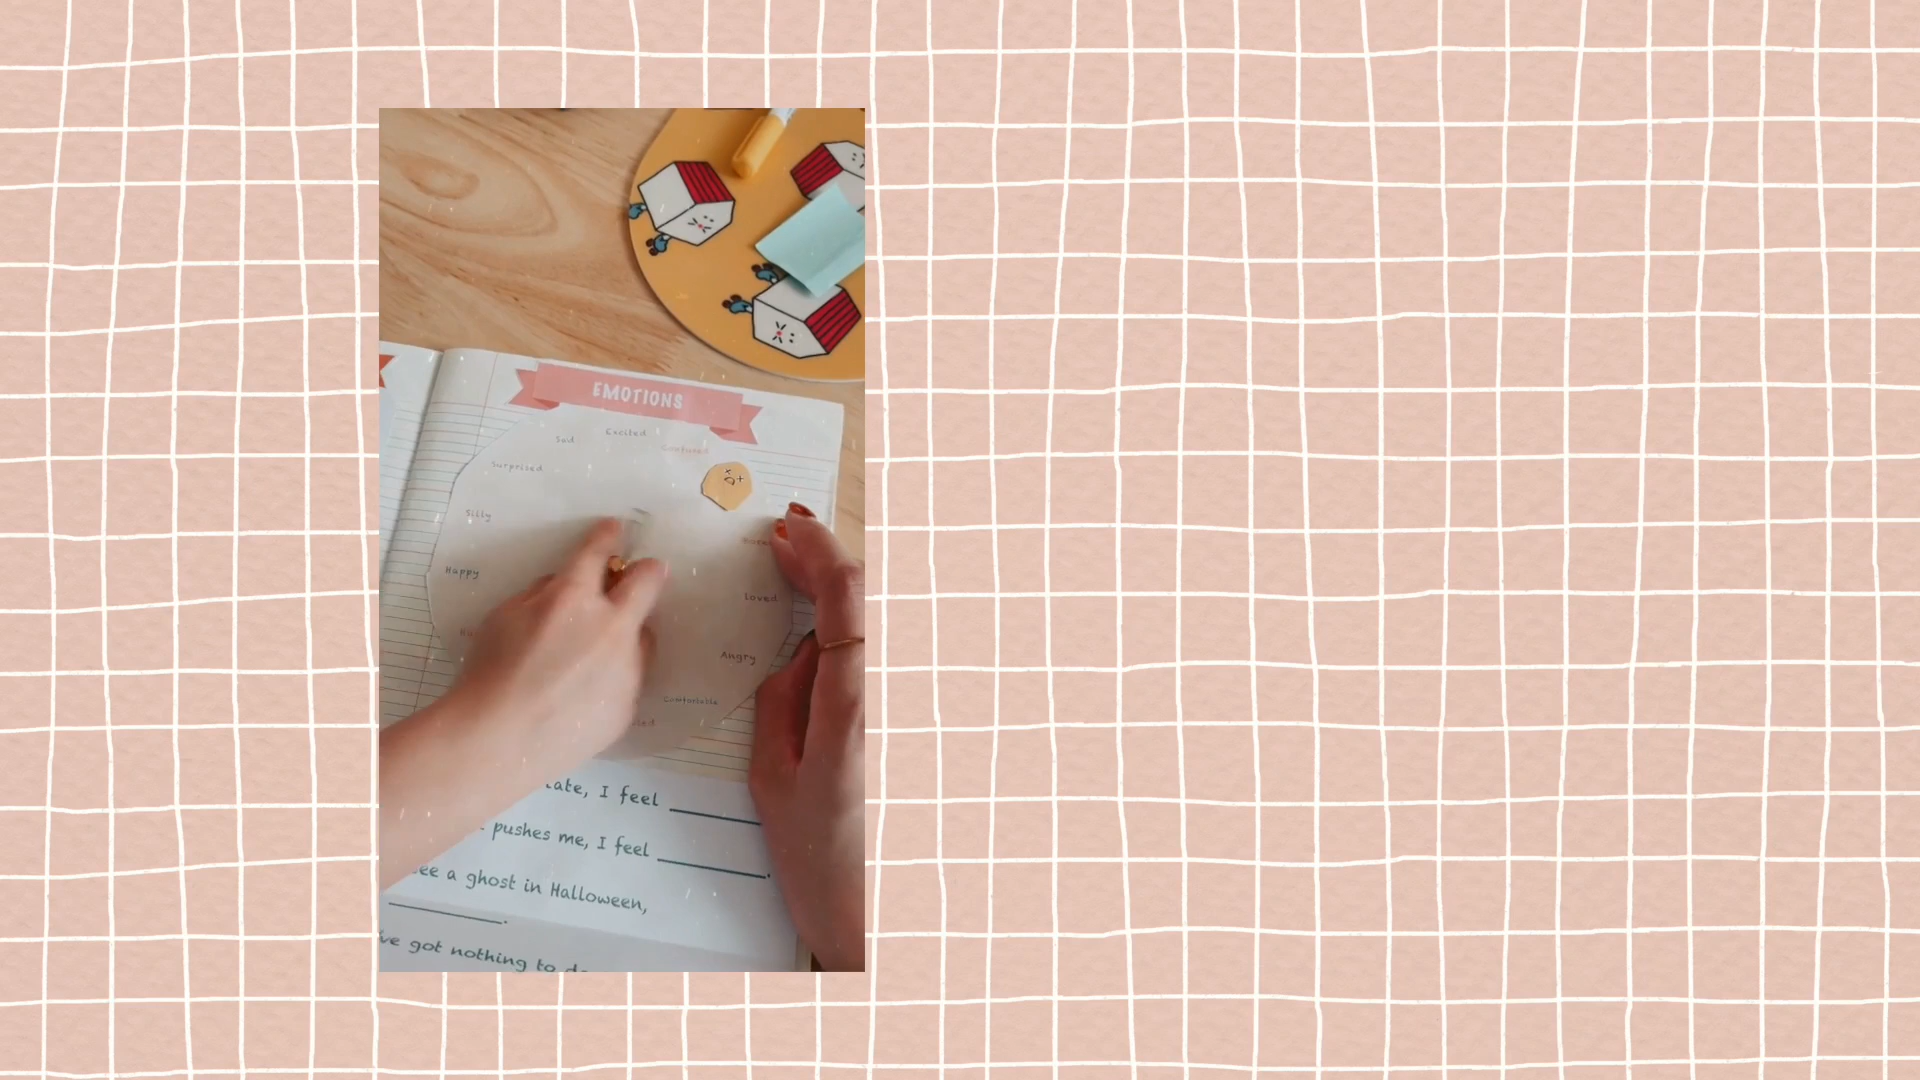 EMOTIONS
Sad
Excited
Confused
Surprised
Silly
Happy
Loved
Angry
Comfortable
I feel
pushes me, I feel
a ghost in Halloween,
got nothing to